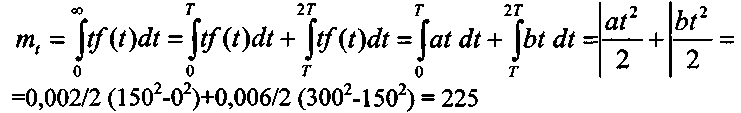 m_t = ∫_0^∞ tf(t)dt = ∫_0^T tf(t)dt + ∫_T^{2T} tf(t)dt = ∫_0^T at dt + ∫_T^{2T} bt dt = |at²/2 + |bt²/2 =
=0,002/2 (150²-0²)+0,006/2 (300²-150²) = 225